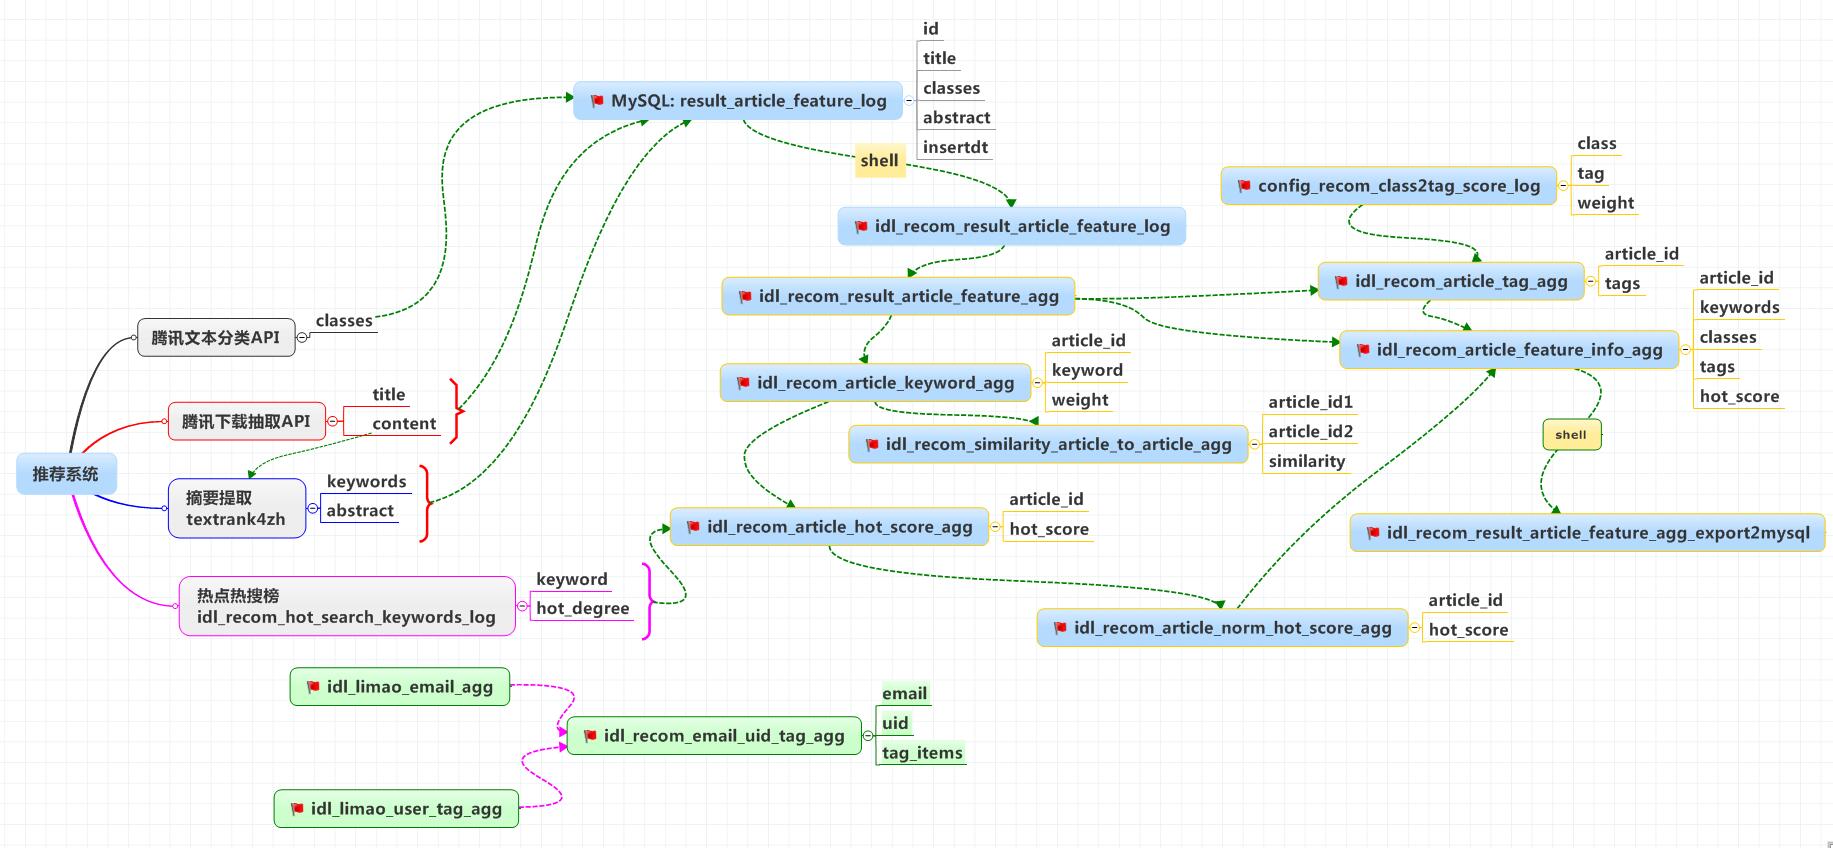 id
title
classes
abstract
insertdt
MySQL: result_article_feature_log
shell
idl_recom_result_article_feature_log
idl_recom_result_article_feature_agg
config_recom_class2tag_score_log
class
tag
weight
idl_recom_article_tag_agg
article_id
tags
idl_recom_article_feature_info_agg
article_id
keywords
classes
tags
hot_score
shell
idl_recom_result_article_feature_agg_export2mysql
idl_recom_article_keyword_agg
article_id
keyword
weight
idl_recom_similarity_article_to_article_agg
article_id1
article_id2
similarity
idl_recom_article_hot_score_agg
article_id
hot_score
idl_recom_article_norm_hot_score_agg
article_id
hot_score
推荐系统
腾讯文本分类API
classes
腾讯下载抽取API
title
content
摘要提取
textrank4zh
keywords
abstract
热点热搜榜
idl_recom_hot_search_keywords_log
keyword
hot_degree
idl_limao_email_agg
idl_recom_email_uid_tag_agg
email
uid
tag_items
idl_limao_user_tag_agg